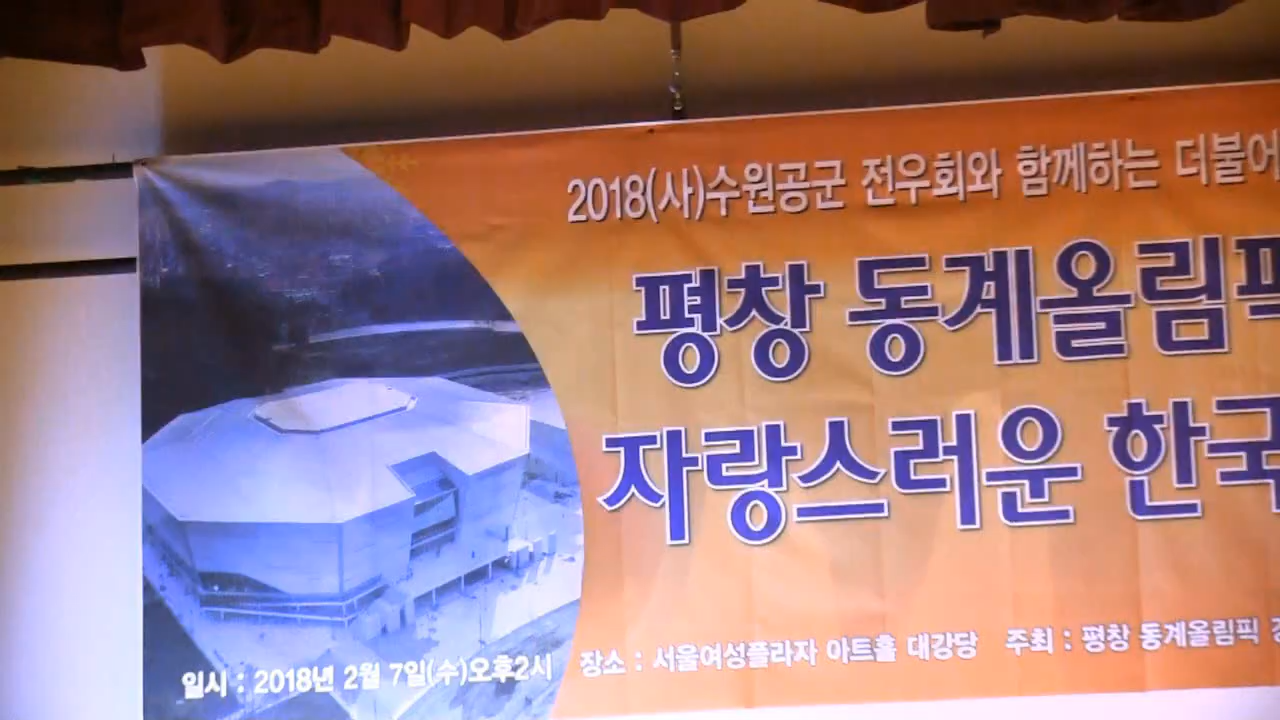 2018(사)수원공군 전우회와 함께하는 더불어
평창 동계올림픽
자랑스러운 한국
일시 : 2018년 2월 7일(수)오후2시
장소 : 서울여성플라자 아트홀 대강당 주최 : 평창 동계올림픽